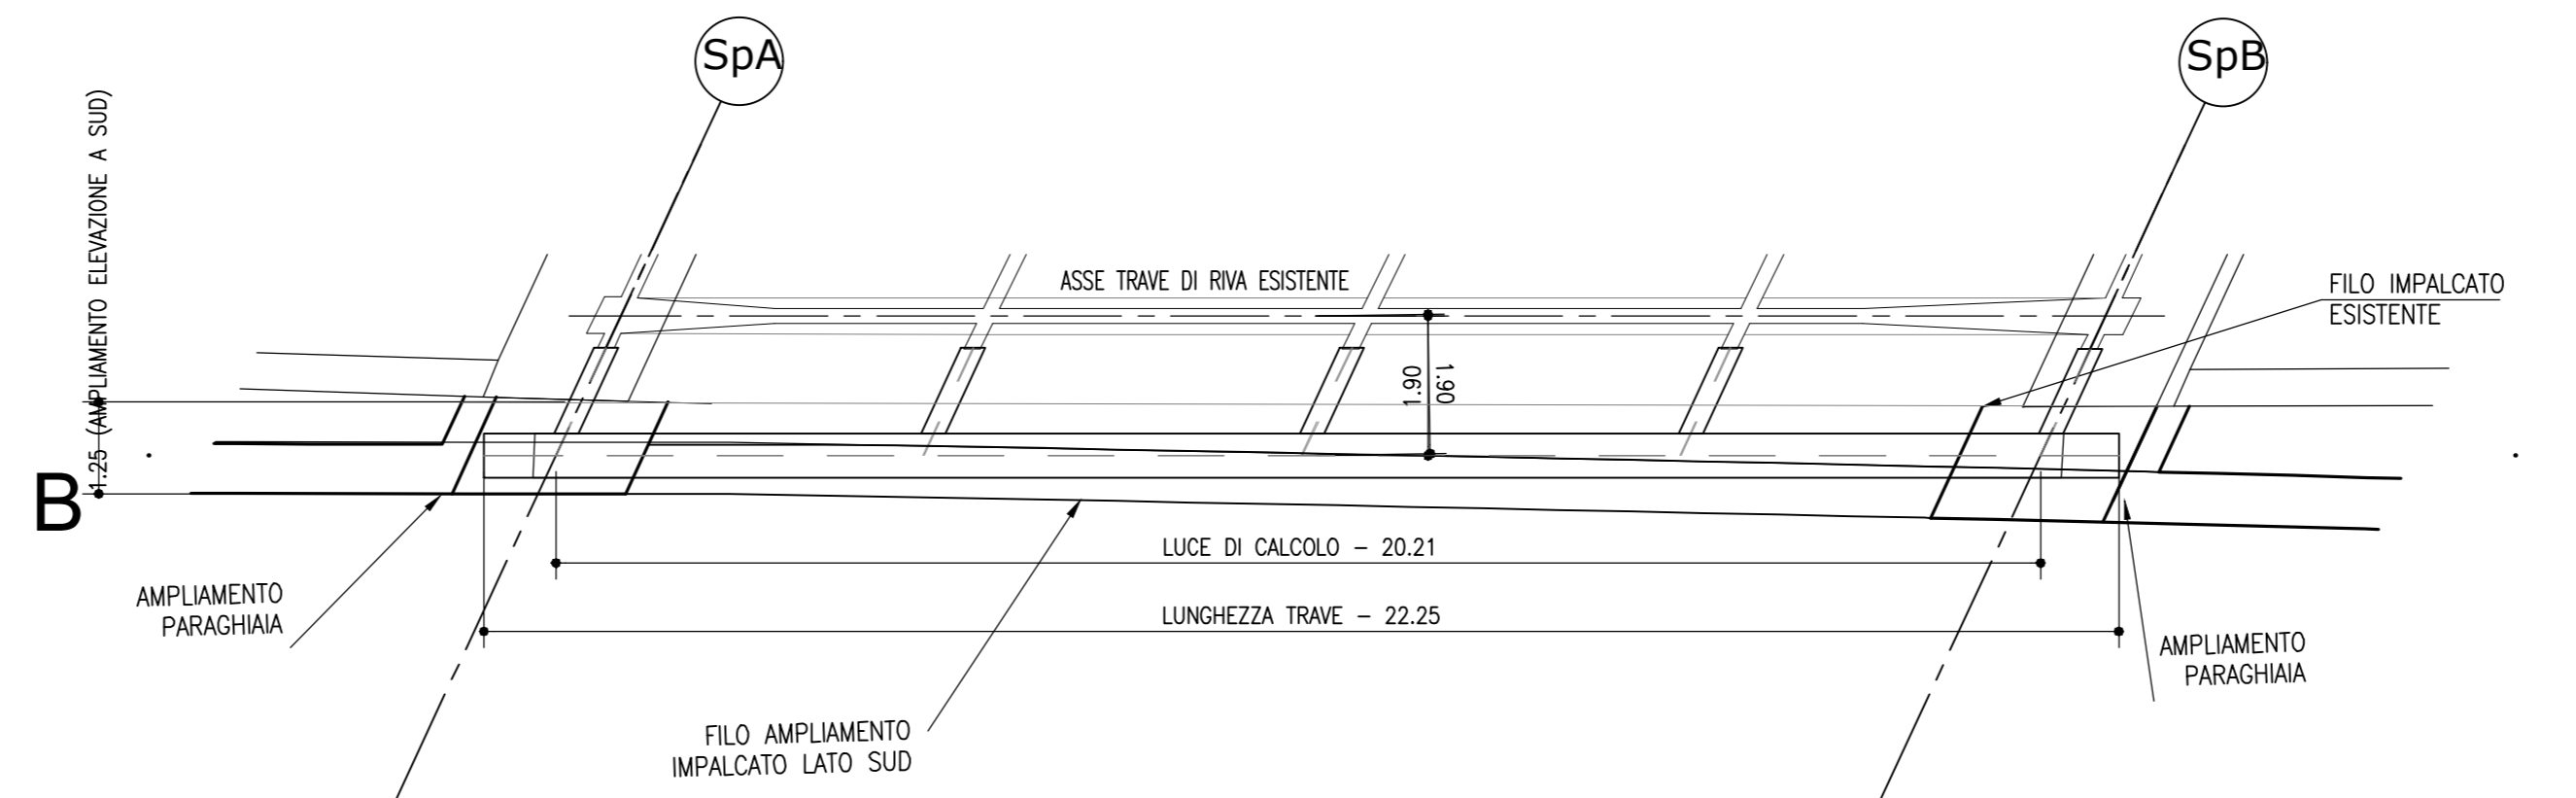 SpA
SpB
1.25 (AMPLIAMENTO ELEVAZIONE A SUD)
ASSE TRAVE DI RIVA ESISTENTE
FILO IMPALCATO
ESISTENTE
1.90
1.90
B
LUCE DI CALCOLO – 20.21
AMPLIAMENTO
PARAGHIAIA
LUNGHEZZA TRAVE – 22.25
AMPLIAMENTO
PARAGHIAIA
FILO AMPLIAMENTO
IMPALCATO LATO SUD